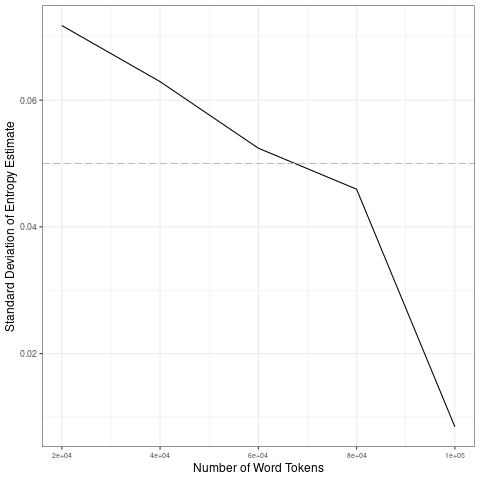 Standard Deviation of Entropy Estimate
0.06
0.04
0.02
2e+04 4e+04 6e+04 8e+04 1e+05
Number of Word Tokens